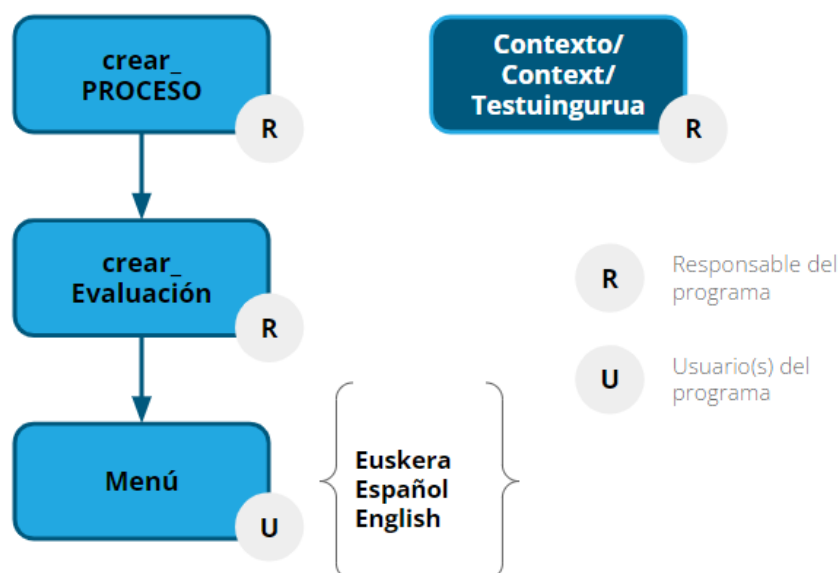 crear_
PROCESO
R
Contexto/
Context/
Testuingurua
R
crear_
Evaluación
R
R
Responsable del
programa
U
Usuario(s) del
programa
Menú
U
Euskera
Español
English